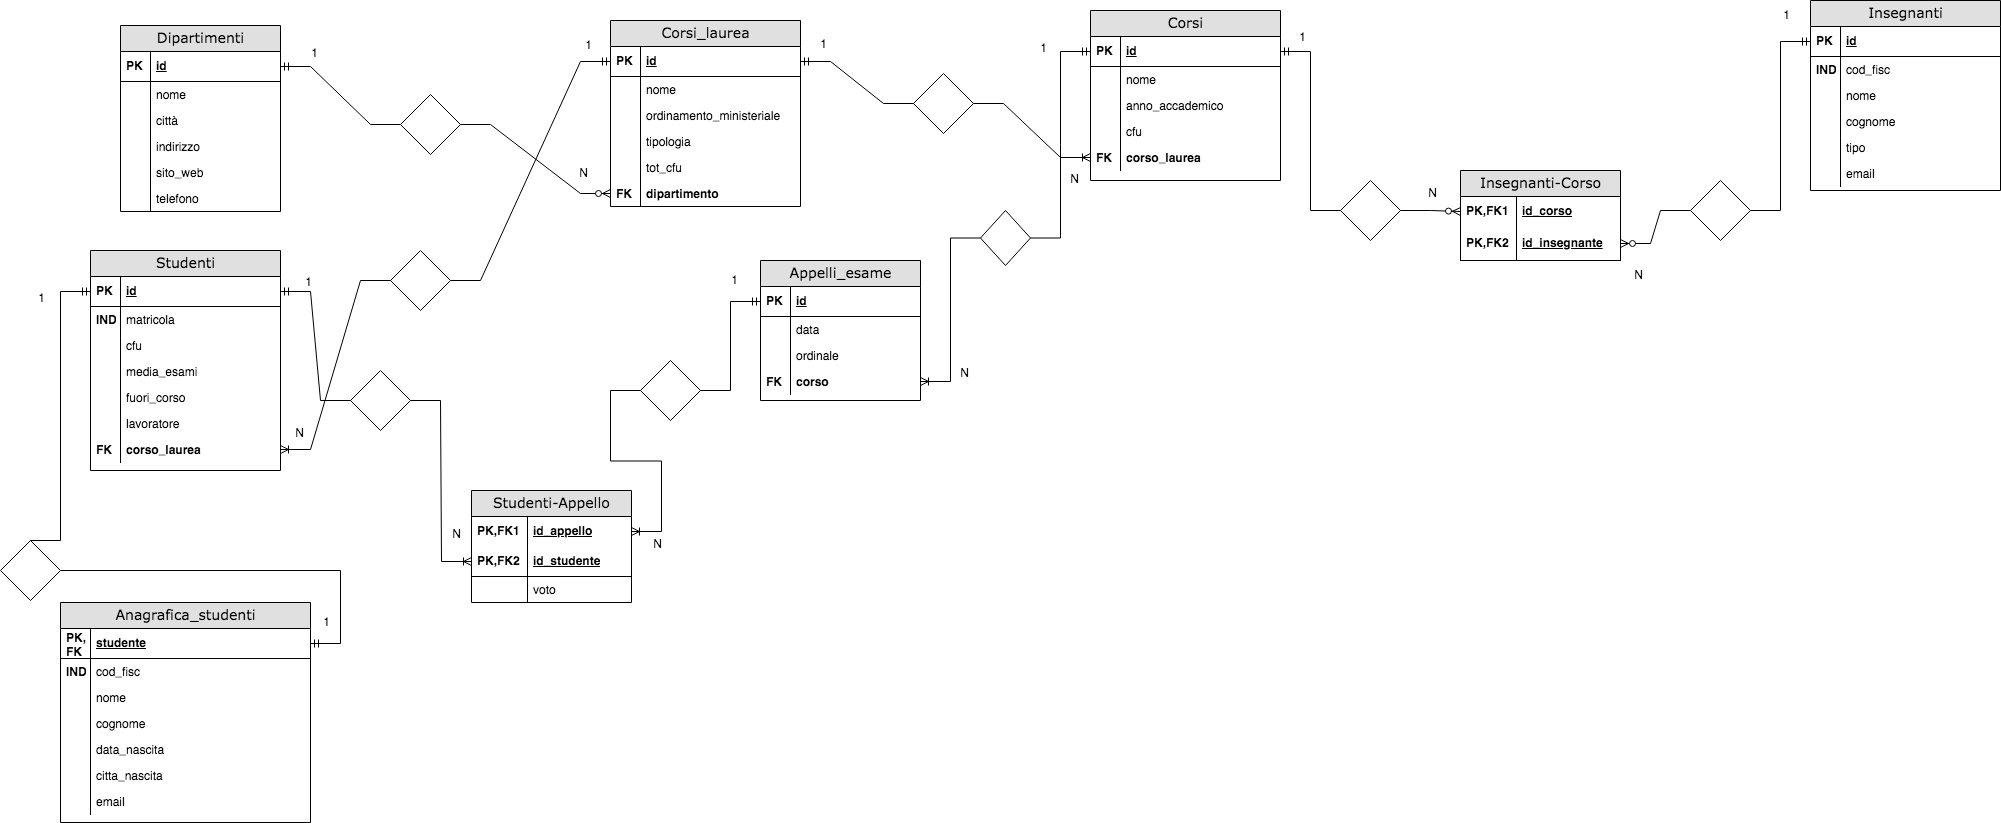 Dipartimenti
PK id
nome
città
indirizzo
sito_web
telefono
1
N
Corsi_laurea
1
PK id
1
nome
ordinamento_ministeriale
tipologia
tot_cfu
FK dipartimento
Corsi
1
PK id
1
nome
anno_accademico
cfu
FK corso_laurea
N
Insegnanti
1
PK id
IND cod_fisc
nome
cognome
tipo
email
Insegnanti-Corso
N
PK,FK1 id_corso
PK,FK2 id_insegnante
N
Studenti
1
PK id
1
IND matricola
cfu
media_esami
fuori_corso
lavoratore
FK corso_laurea
N
Appelli_esame
1
PK id
data
ordinale
FK corso
N
Studenti-Appello
PK,FK1 id_appello
N
PK,FK2 id_studente
N
voto
Anagrafica_studenti
1
PK,
FK studente
IND cod_fisc
nome
cognome
data_nascita
citta_nascita
email